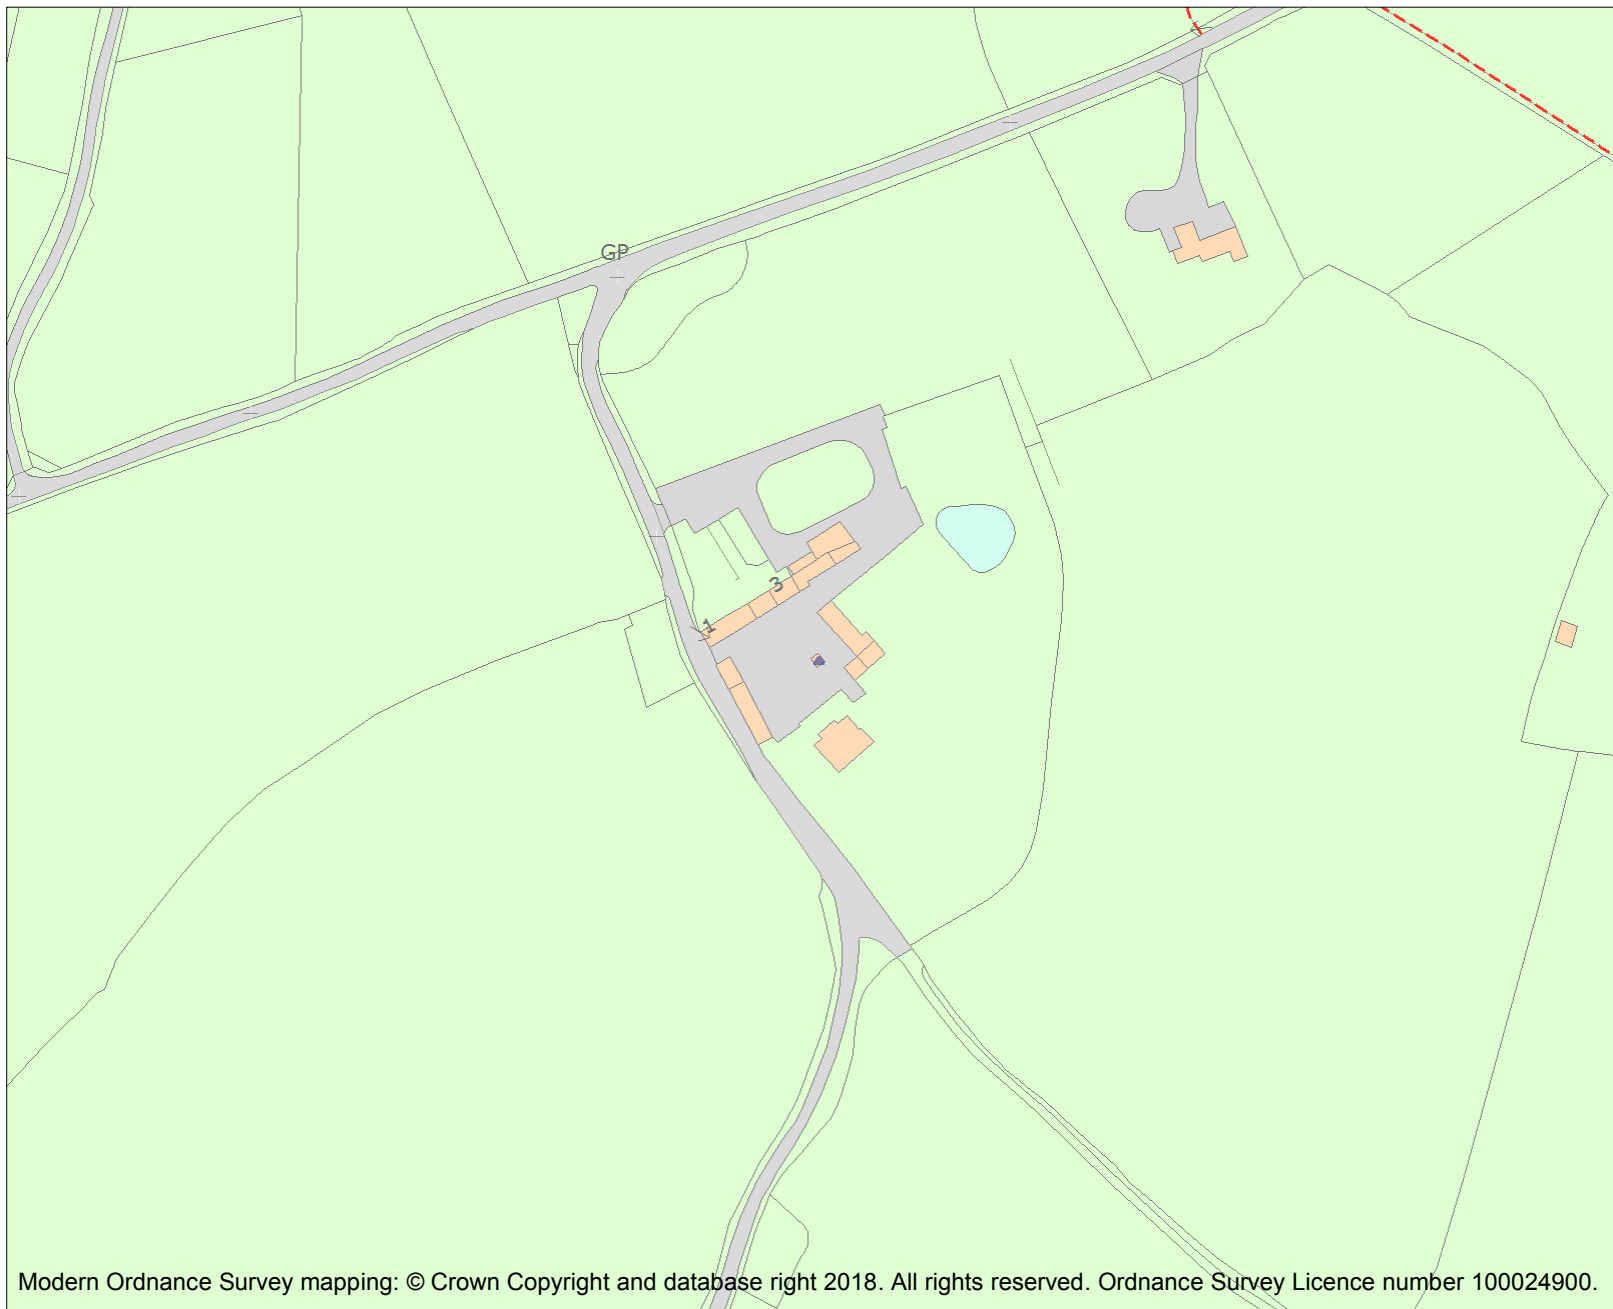 GP
3
1
Modern Ordnance Survey mapping: © Crown Copyright and database right 2018. All rights reserved. Ordnance Survey Licence number 100024900.